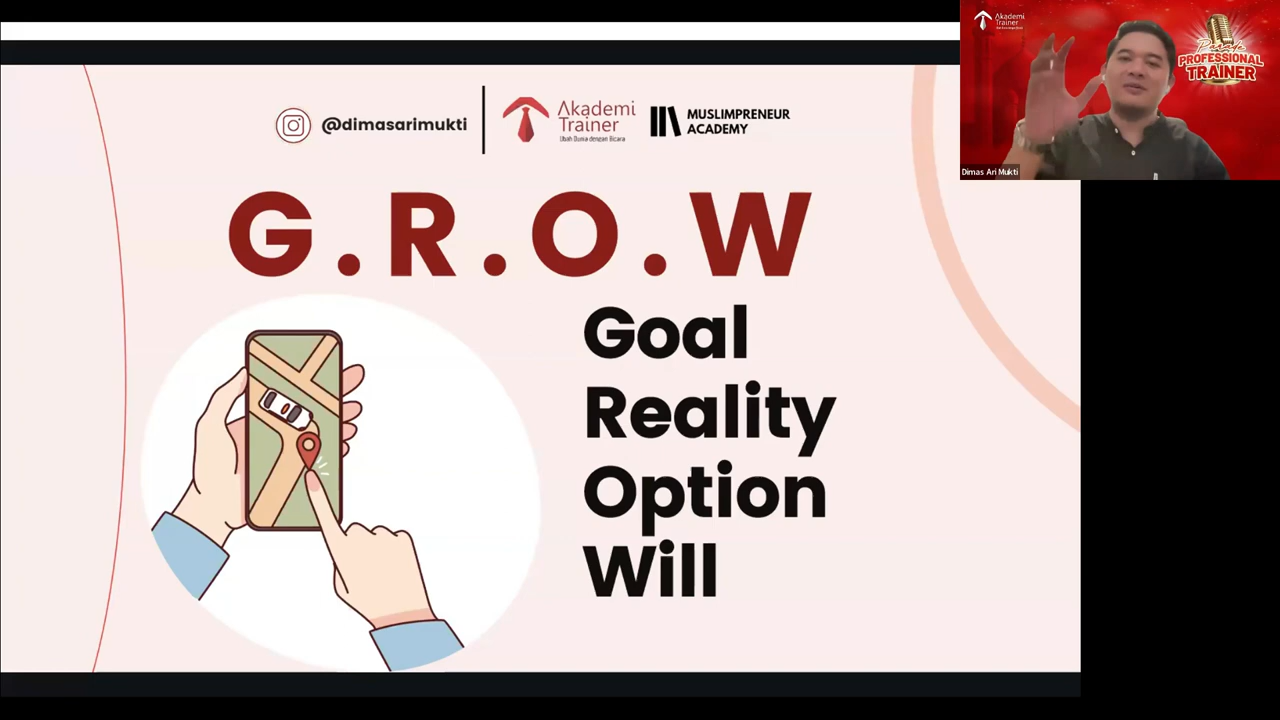 @dimasarimukti
Akademi
Trainer
Ubah Dunia dengan Bicara
MUSLIMPRENEUR
ACADEMY
G.R.O.W
Goal
Reality
Option
Will
Akademi
Trainer
PROFESSIONAL
TRAINER
Dimas Ari Mukti